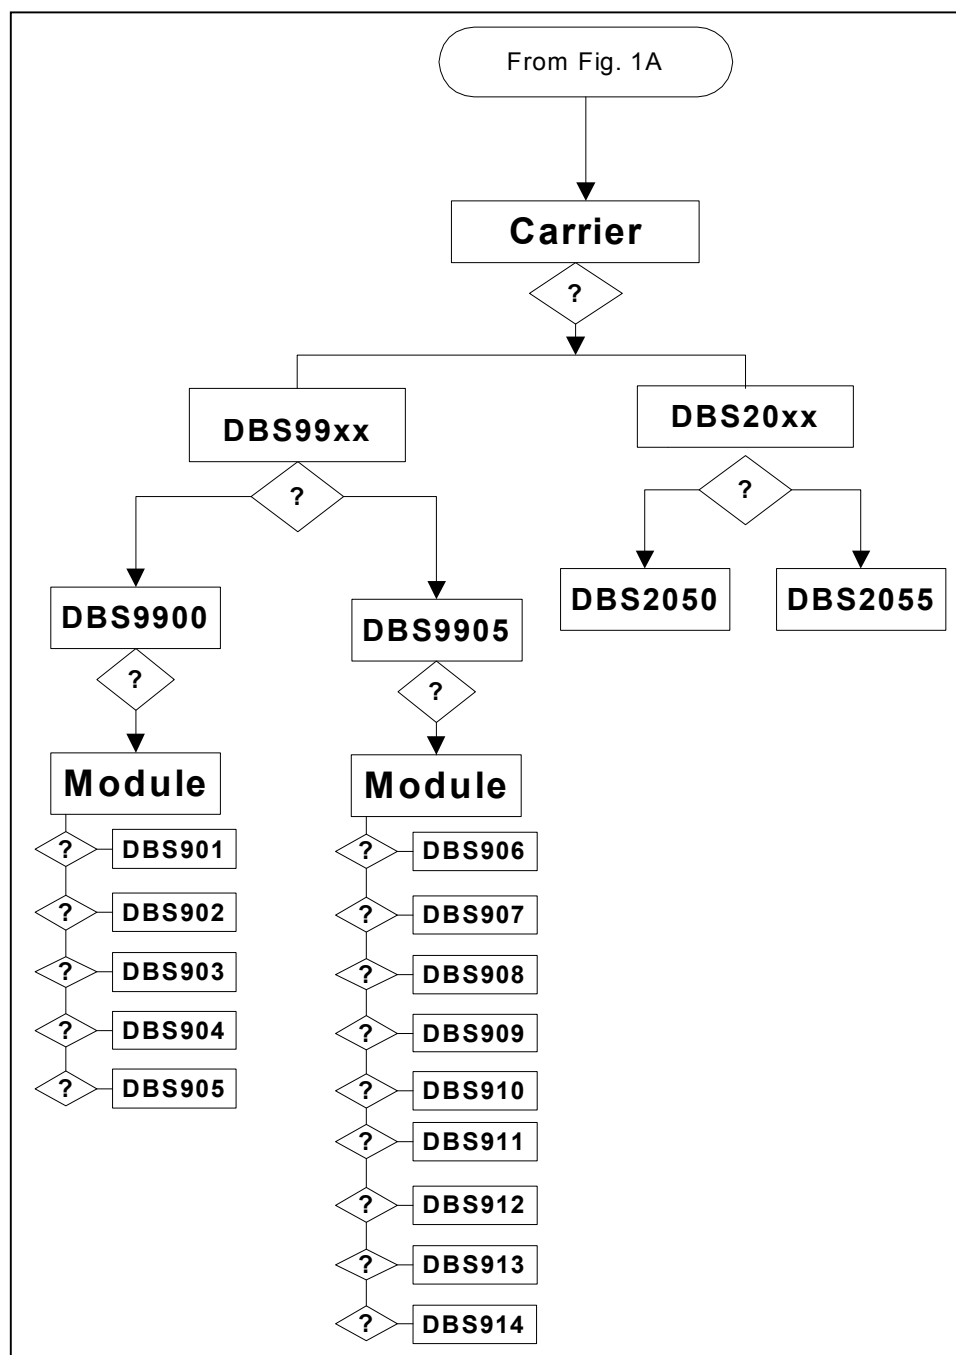 From Fig. 1A
Carrier
?
DBS99xx
DBS20xx
?
?
DBS9900
DBS9905
DBS2050
DBS2055
?
?
Module
Module
? DBS901
? DBS902
? DBS903
? DBS904
? DBS905
? DBS906
? DBS907
? DBS908
? DBS909
? DBS910
? DBS911
? DBS912
? DBS913
? DBS914